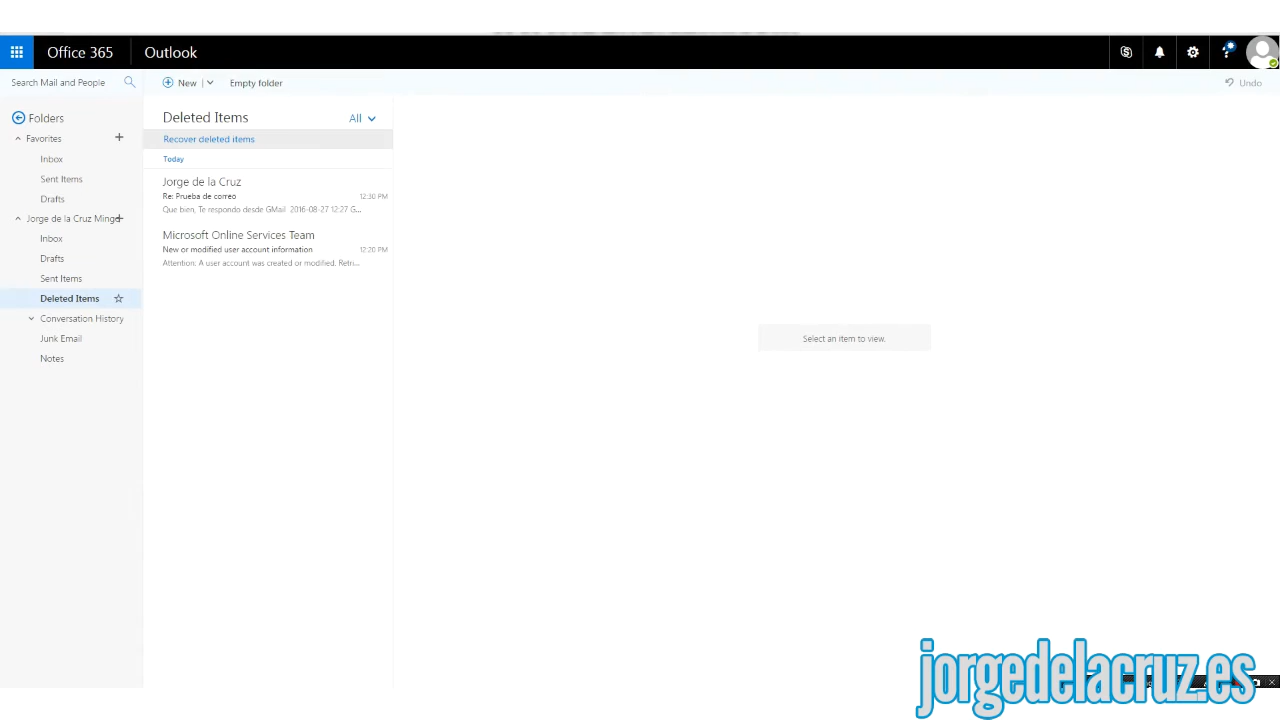 Office 365 Outlook
Search Mail and People
New Empty folder Undo
Folders
Favorites
Inbox
Sent Items
Drafts
Jorge de la Cruz Ming
Inbox
Drafts
Sent Items
Deleted Items
Conversation History
Junk Email
Notes
Deleted Items All
Recover deleted items
Today
Jorge de la Cruz
Re: Prueba de correo 12:30 PM
Que bien, Te respondo desde GMail 2016-08-27 12:27 G...
Microsoft Online Services Team
New or modified user account information 12:20 PM
Attention: A user account was created or modified. Retri...
Select an item to view.
jorgedelacruz.es